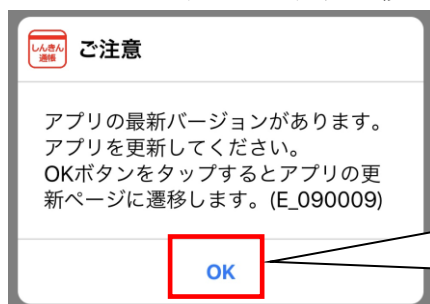 しんきん
通帳
ご注意
アプリの最新バージョンがあります。
アプリを更新してください。
OKボタンをタップするとアプリの更
新ページに遷移します。(E_090009)
OK